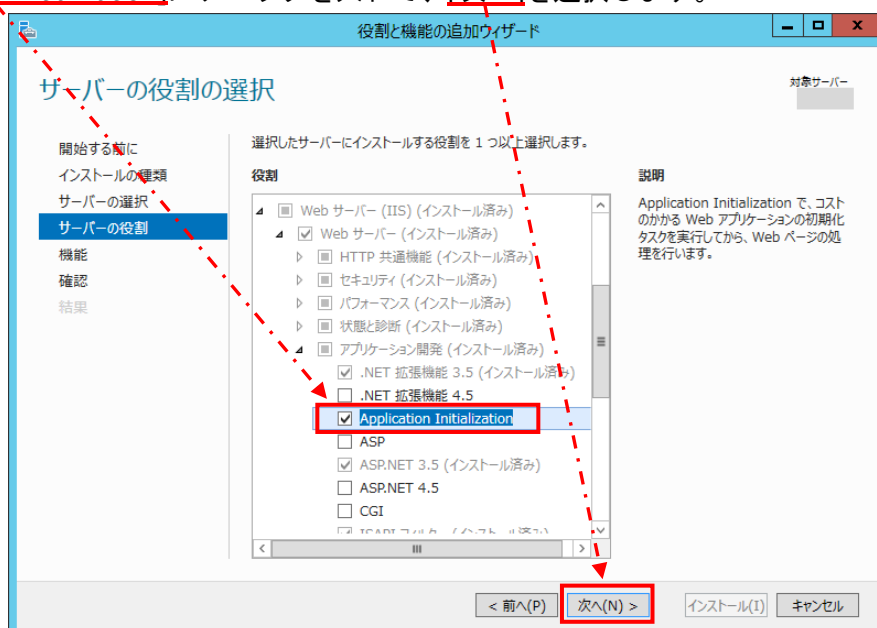 を選択します。
役割と機能の追加ウィザード
サーバーの役割の選択
対象サーバー
開始する前に
インストールの種類
サーバーの選択
サーバーの役割
機能
確認
結果
選択したサーバーにインストールする役割を 1 つ以上選択します。
役割
Web サーバー (IIS) (インストール済み)
Web サーバー (インストール済み)
HTTP 共通機能 (インストール済み)
セキュリティ (インストール済み)
パフォーマンス (インストール済み)
状態と診断 (インストール済み)
アプリケーション開発 (インストール済み)
.NET 拡張機能 3.5 (インストール済み)
.NET 拡張機能 4.5
Application Initialization
ASP
ASP.NET 3.5 (インストール済み)
ASP.NET 4.5
CGI
説明
Application Initialization で、コスト
のかかる Web アプリケーションの初期化
タスクを実行してから、Web ページの処
理を行います。
< 前へ(P) 次へ(N) > インストール(I) キャンセル